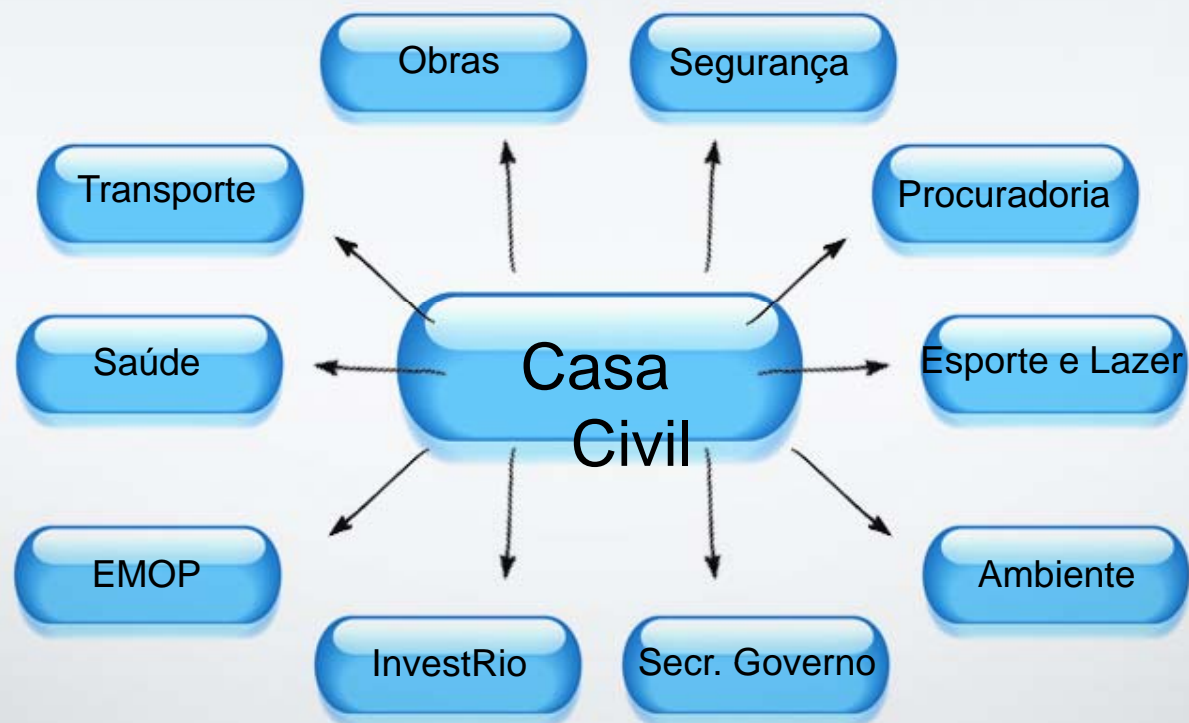 Obras
Segurança
Transporte
Procuradoria
Saúde
Casa
Civil
Esporte e Lazer
EMOP
Ambiente
InvestRio
Secr. Governo